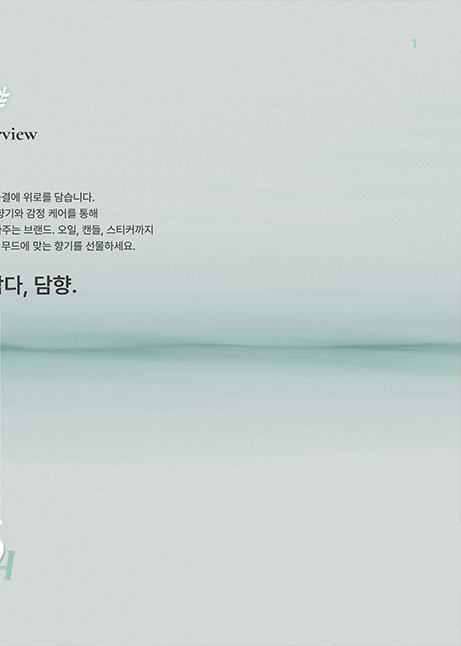 1
rview
결에 위로를 담습니다.
향기와 감정 케어를 통해
주는 브랜드. 오일, 캔들, 스티커까지
무드에 맞는 향기를 선물하세요.
다, 담향.